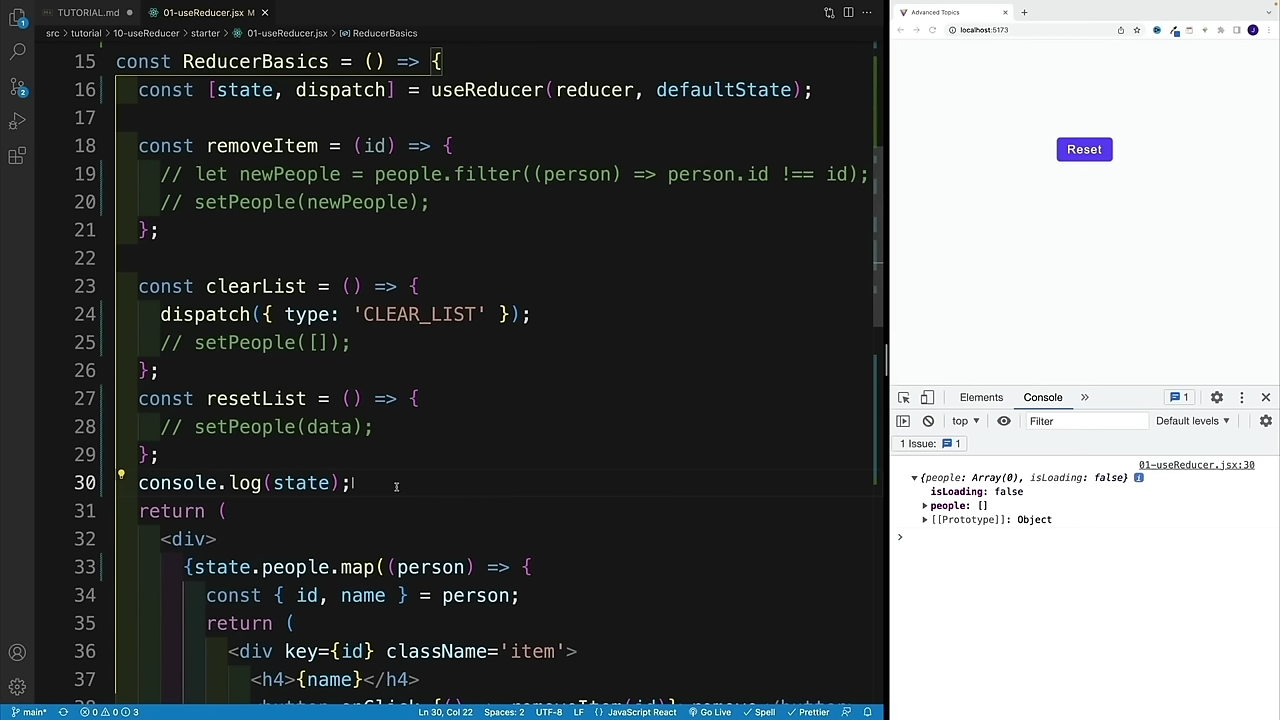 TUTORIAL.md
01-useReducer.jsx M
src › tutorial › 10-useReducer › starter › 01-useReducer.jsx › ReducerBasics
15 const ReducerBasics = () => {
16 const [state, dispatch] = useReducer(reducer, defaultState);
17
18 const removeItem = (id) => {
19 // let newPeople = people.filter((person) => person.id !== id);
20 // setPeople(newPeople);
21 };
22
23 const clearList = () => {
24 dispatch({ type: 'CLEAR_LIST' });
25 // setPeople([]);
26 };
27 const resetList = () => {
28 // setPeople(data);
29 };
30 console.log(state);
31 return (
32 <div>
33 {state.people.map((person) => {
34 const { id, name } = person;
35 return (
36 <div key={id} className='item'>
37 <h4>{name}</h4>
1
2
main* 0 0 3 Ln 30, Col 22 Spaces: 2 UTF-8 LF {} JavaScript React Go Live Spell Prettier
Advanced Topics
localhost:5173
J
Reset
Elements Console » 1
top Filter Default levels
1 Issue: 1
01-useReducer.jsx:30
{people: Array(0), isLoading: false}
isLoading: false
people: []
[[Prototype]]: Object